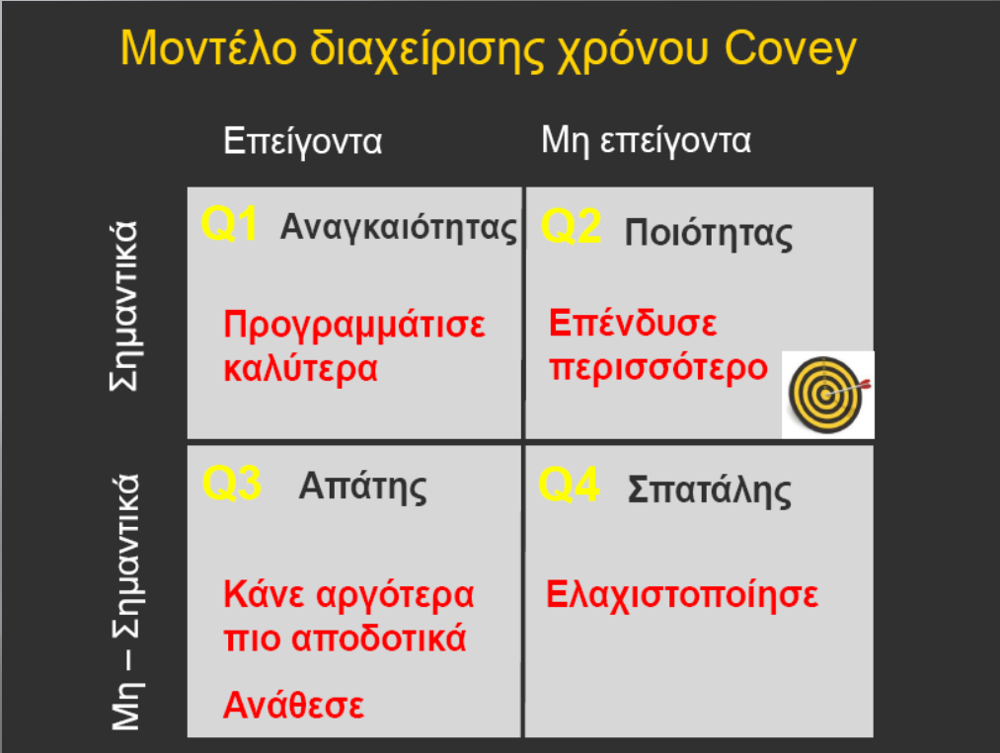 Μοντέλο διαχείρισης χρόνου Covey
Επείγοντα
Μη επείγοντα
Σημαντικά
Q1 Αναγκαιότητας
Προγραμμάτισε
καλύτερα
Q2 Ποιότητας
Επένδυσε
περισσότερο
Μη – Σημαντικά
Q3 Απάτης
Κάνε αργότερα
πιο αποδοτικά
Ανάθεσε
Q4 Σπατάλης
Ελαχιστοποίησε